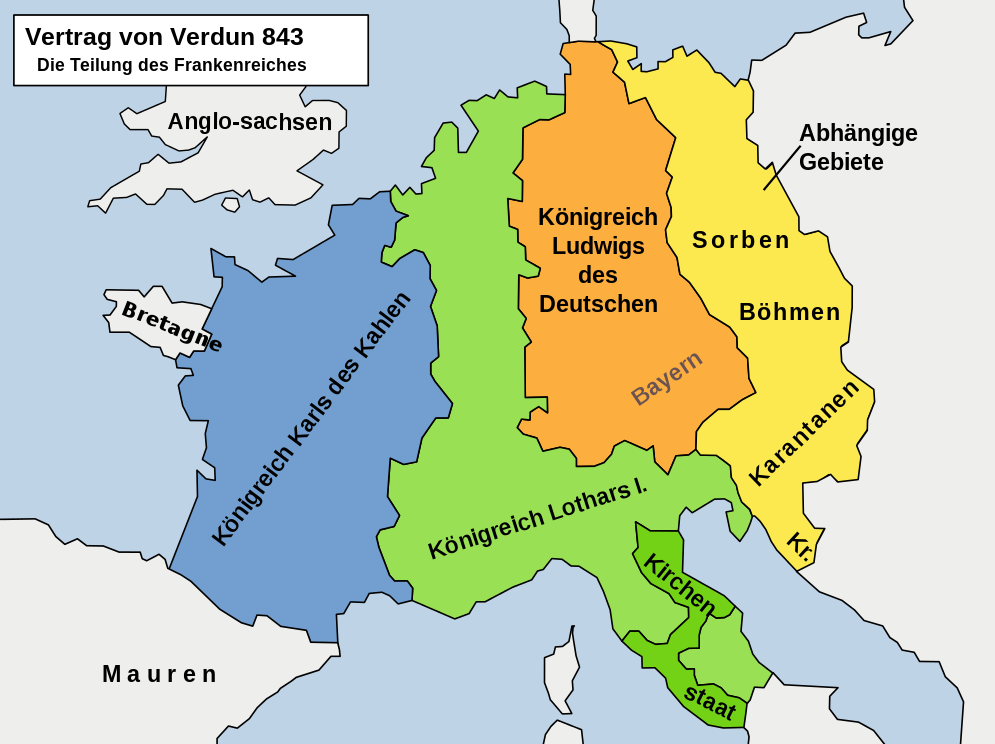 Vertrag von Verdun 843
Die Teilung des Frankenreiches
Anglo-sachsen
Abhängige
Gebiete
Königreich
Ludwigs
des
Deutschen
Sorben
Böhmen
Bretagne
Königreich Karls des Kahlen
Bayern
Karantanen
Königreich Lothars I.
Kr.
Kirchen
staat
Mauren